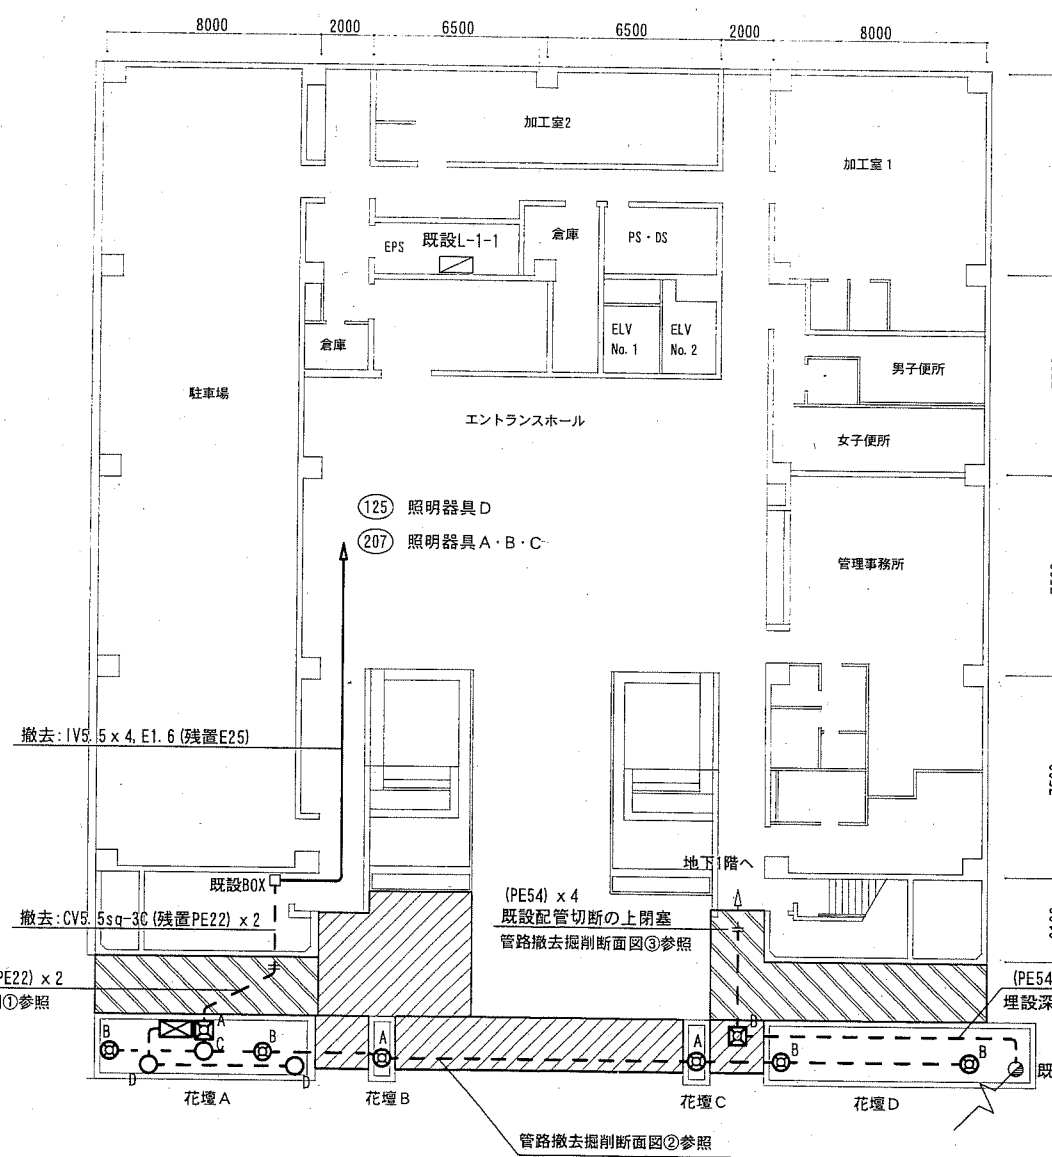 8000
2000
6500
6500
2000
8000
加工室2
加工室1
EPS
既設L-1-1
倉庫
PS・DS
ELV
No.1
ELV
No.2
倉庫
男子便所
駐車場
エントランスホール
女子便所
125 照明器具D
207 照明器具A・B・C
管理事務所
撤去:IV5.5x4,E1.6(残置E25)
地下1階へ
既設BOX
(PE54)x4
既設配管切断の上閉塞
管路撤去掘削断面図③参照
撤去:CV5.5sq-3C(残置PE22)x2
PE22)x2
①参照
(PE54
埋設深
A
B
C
B
D
D
A
A
B
B
B
既
花壇A
花壇B
花壇C
花壇D
管路撤去掘削断面図②参照